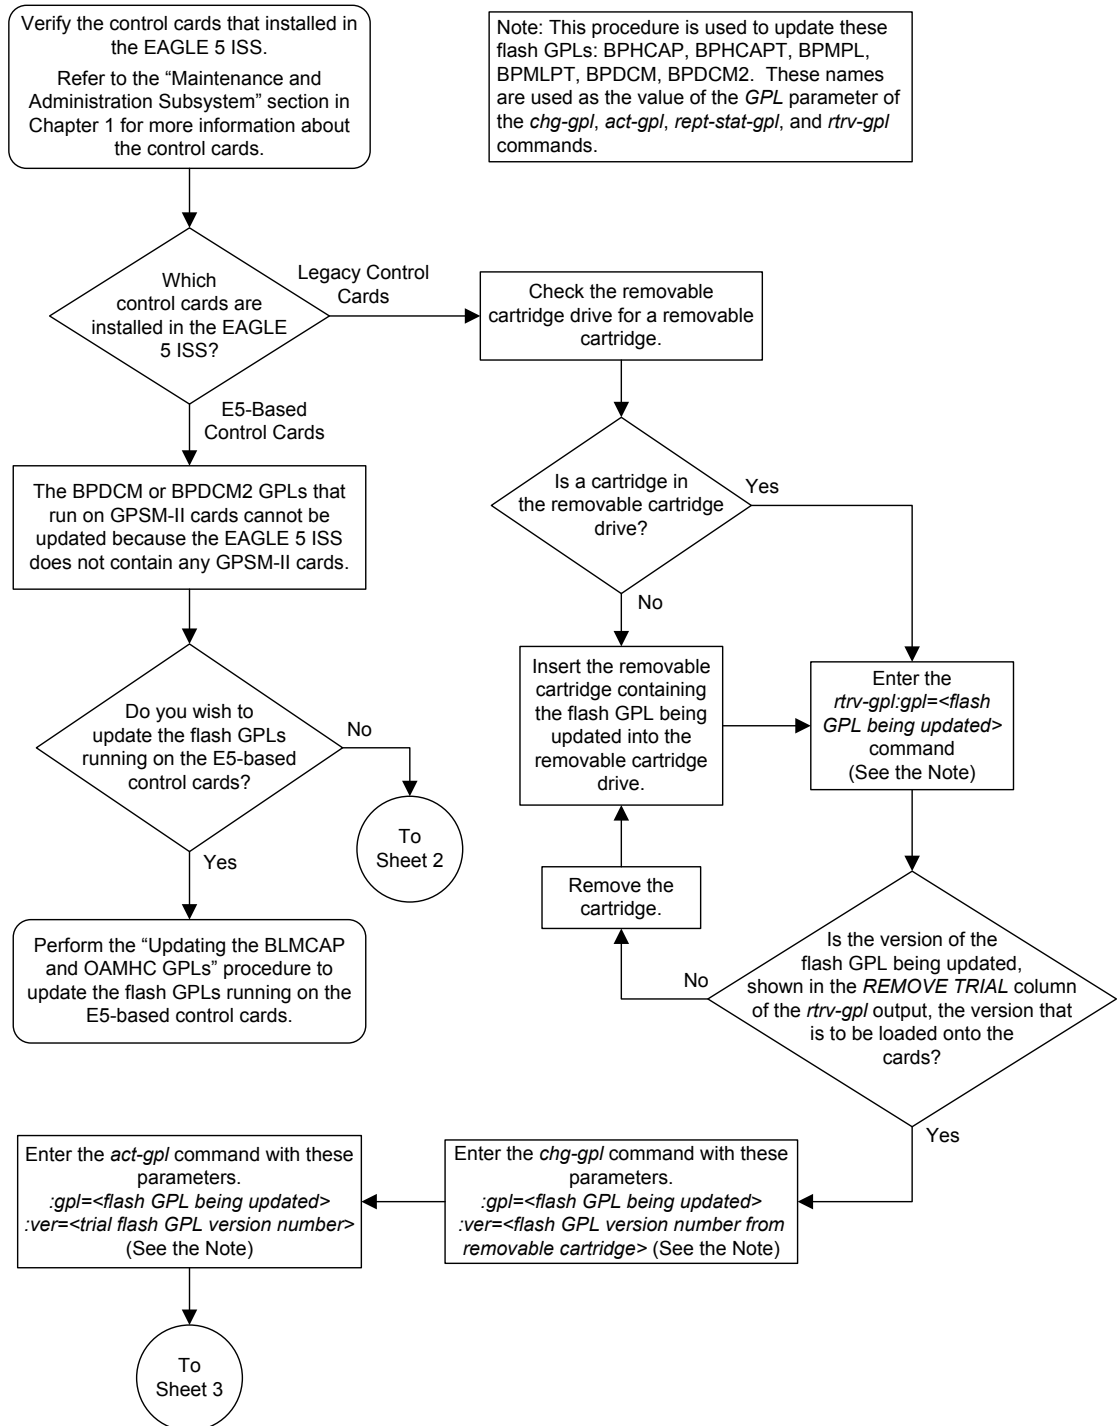 Verify the control cards that installed in
the EAGLE 5 ISS.
Refer to the “Maintenance and
Administration Subsystem” section in
Chapter 1 for more information about
the control cards.
Note: This procedure is used to update these
flash GPLs: BPHCAP, BPHCAPT, BPMPL,
BPMLPT, BPDCM, BPDCM2. These names
are used as the value of the GPL parameter of
the chg-gpl, act-gpl, rept-stat-gpl, and rtrv-gpl
commands.
Which
control cards are
installed in the EAGLE
5 ISS?
Legacy Control
Cards
Check the removable
cartridge drive for a removable
cartridge.
E5-Based
Control Cards
The BPDCM or BPDCM2 GPLs that
run on GPSM-II cards cannot be
updated because the EAGLE 5 ISS
does not contain any GPSM-II cards.
Is a cartridge in
the removable cartridge
drive?
Yes
No
Do you wish to
update the flash GPLs
running on the E5-based
control cards?
No
To
Sheet 2
Yes
Perform the “Updating the BLMCAP
and OAMHC GPLs” procedure to
update the flash GPLs running on the
E5-based control cards.
Insert the removable
cartridge containing
the flash GPL being
updated into the
removable cartridge
drive.
Enter the
rtrv-gpl:gpl=<flash
GPL being updated>
command
(See the Note)
Remove the
cartridge.
No
Is the version of the
flash GPL being updated,
shown in the REMOVE TRIAL column
of the rtrv-gpl output, the version that
is to be loaded onto the
cards?
Yes
Enter the chg-gpl command with these
parameters.
:gpl=<flash GPL being updated>
:ver=<flash GPL version number from
removable cartridge> (See the Note)
Enter the act-gpl command with these
parameters.
:gpl=<flash GPL being updated>
:ver=<trial flash GPL version number>
(See the Note)
To
Sheet 3